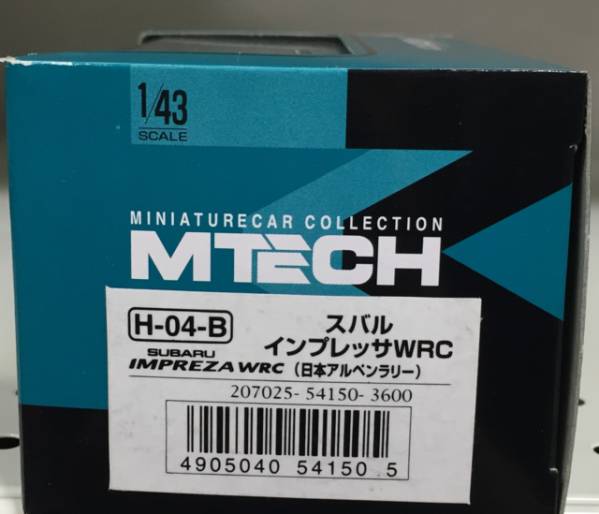 1/43
SCALE
MINIATURECAR COLLECTION
MTECH
H-04-B
スバル
インプレッサWRC
SUBARU
IMPREZA WRC (日本アルペンラリー)
207025-54150-3600
4905040 54150 5